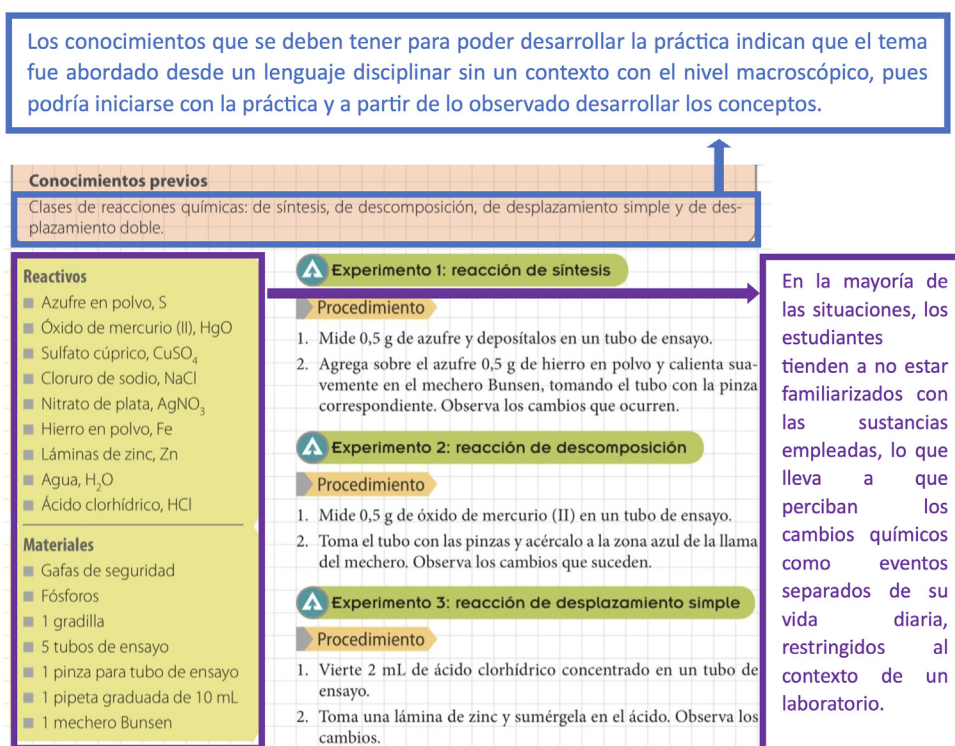 Los conocimientos que se deben tener para poder desarrollar la práctica indican que el tema
fue abordado desde un lenguaje disciplinar sin un contexto con el nivel macroscópico, pues
podría iniciarse con la práctica y a partir de lo observado desarrollar los conceptos.
Conocimientos previos
Clases de reacciones químicas: de síntesis, de descomposición, de desplazamiento simple y de des-
plazamiento doble.
Reactivos
Azufre en polvo, S
Óxido de mercurio (II), HgO
Sulfato cúprico, CuSO₄
Cloruro de sodio, NaCl
Nitrato de plata, AgNO₃
Hierro en polvo, Fe
Láminas de zinc, Zn
Agua, H₂O
Ácido clorhídrico, HCl
Materiales
Gafas de seguridad
Fósforos
1 gradilla
5 tubos de ensayo
1 pinza para tubo de ensayo
1 pipeta graduada de 10 mL
1 mechero Bunsen
Experimento 1: reacción de síntesis
Procedimiento
1. Mide 0,5 g de azufre y deposítalos en un tubo de ensayo.
2. Agrega sobre el azufre 0,5 g de hierro en polvo y calienta sua-
vemente en el mechero Bunsen, tomando el tubo con la pinza
correspondiente. Observa los cambios que ocurren.
Experimento 2: reacción de descomposición
Procedimiento
1. Mide 0,5 g de óxido de mercurio (II) en un tubo de ensayo.
2. Toma el tubo con las pinzas y acércalo a la zona azul de la llama
del mechero. Observa los cambios que suceden.
Experimento 3: reacción de desplazamiento simple
Procedimiento
1. Vierte 2 mL de ácido clorhídrico concentrado en un tubo de
ensayo.
2. Toma una lámina de zinc y sumérgela en el ácido. Observa los
cambios.
En la mayoría de
las situaciones, los
estudiantes
tienden a no estar
familiarizados con
las sustancias
empleadas, lo que
lleva a que
perciban los
cambios químicos
como eventos
separados de su
vida diaria,
restringidos al
contexto de un
laboratorio.